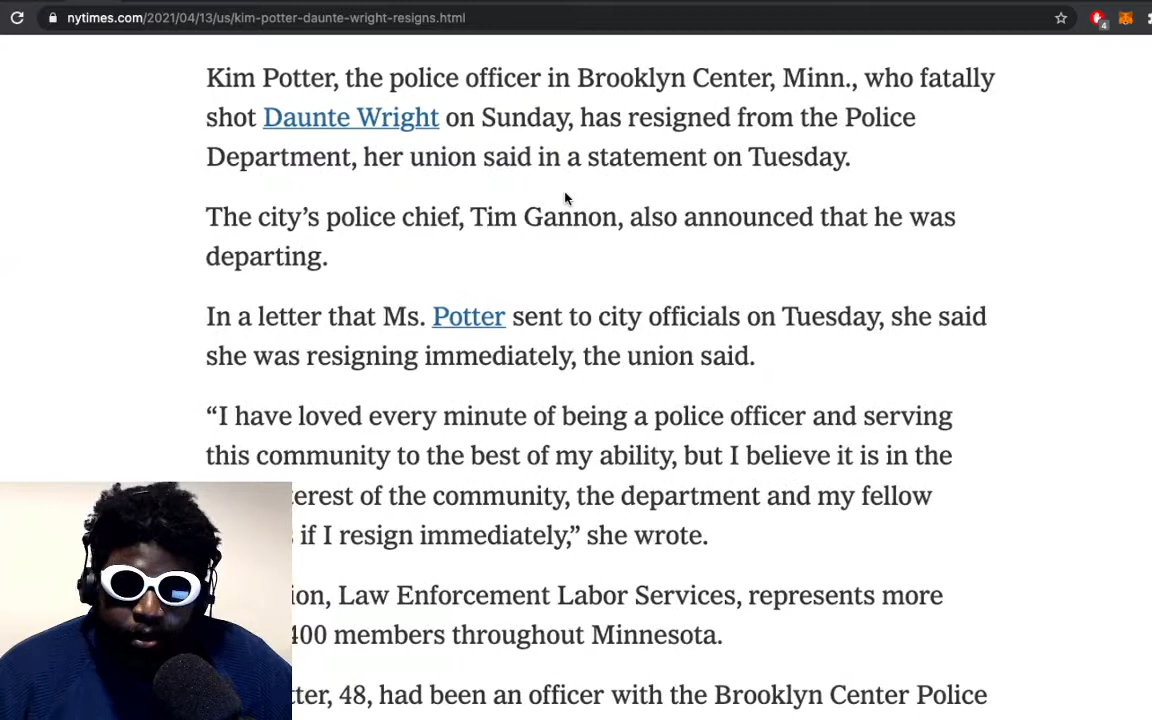 nytimes.com/2021/04/13/us/kim-potter-daunte-wright-resigns.html
4
Kim Potter, the police officer in Brooklyn Center, Minn., who fatally
shot Daunte Wright on Sunday, has resigned from the Police
Department, her union said in a statement on Tuesday.
The city’s police chief, Tim Gannon, also announced that he was
departing.
In a letter that Ms. Potter sent to city officials on Tuesday, she said
she was resigning immediately, the union said.
“I have loved every minute of being a police officer and serving
this community to the best of my ability, but I believe it is in the
terest of the community, the department and my fellow
if I resign immediately,” she wrote.
ion, Law Enforcement Labor Services, represents more
400 members throughout Minnesota.
tter, 48, had been an officer with the Brooklyn Center Police